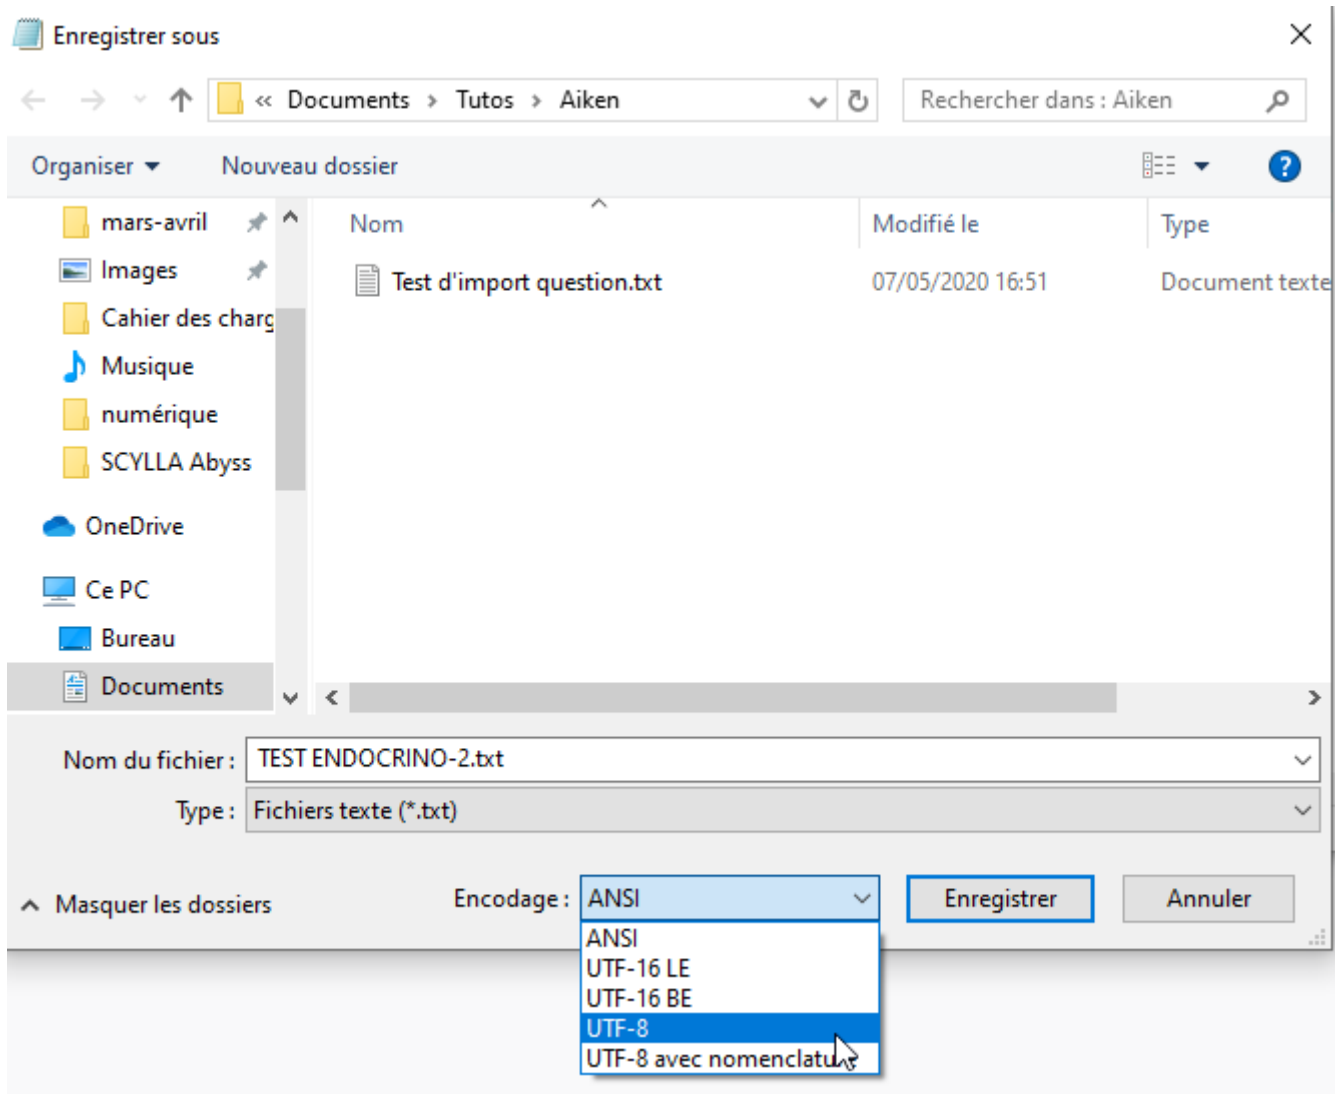 Enregistrer sous
« Documents > Tutos > Aiken
Rechercher dans : Aiken
Organiser
Nouveau dossier
?
mars-avril
Images
Cahier des charg
Musique
numérique
SCYLLA Abyss
OneDrive
Ce PC
Bureau
Documents
Nom
Modifié le
Type
Test d'import question.txt
07/05/2020 16:51
Document texte
Nom du fichier :
TEST ENDOCRINO-2.txt
Type :
Fichiers texte (*.txt)
Masquer les dossiers
Encodage :
ANSI
Enregistrer
Annuler
ANSI
UTF-16 LE
UTF-16 BE
UTF-8
UTF-8 avec nomenclature